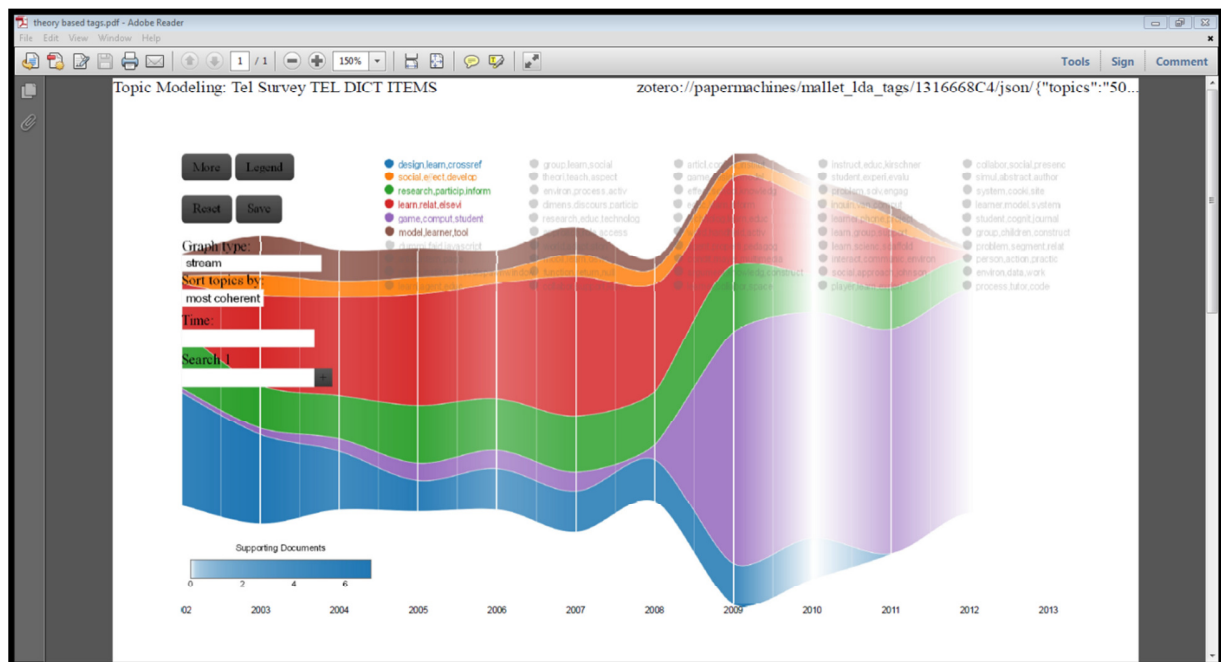 theory based tags.pdf - Adobe Reader
File Edit View Window Help
1 / 1 150% Tools Sign Comment
Topic Modeling: Tel Survey TEL DICT ITEMS zotero://papermachines/mallet_lda_tags/1316668C4/json/{"topics":"50...
More Legend
Reset Save
Graph type:
stream
Sort topics by:
most coherent
Time:
Search 1
+
design,learn,crossref group,learn,social instruct,educ,kirschner collabor,social,presenc
social,effect,develop theori,teach,aspect student,expert,evalu simul,abstract,author
research,particip,inform environ,process,activ system,cooki,site
learn,relat,elsevi dimens,discours,particip learner,model,system
game,comput,student research,educ,technolog student,cognit,journal
model,learner,tool group,children,construct
problem,segment,relat
person,action,practic
environ,data,work
process,tutor,code
Supporting Documents
0 2 4 6
02 2003 2004 2005 2006 2007 2008 2009 2010 2011 2012 2013